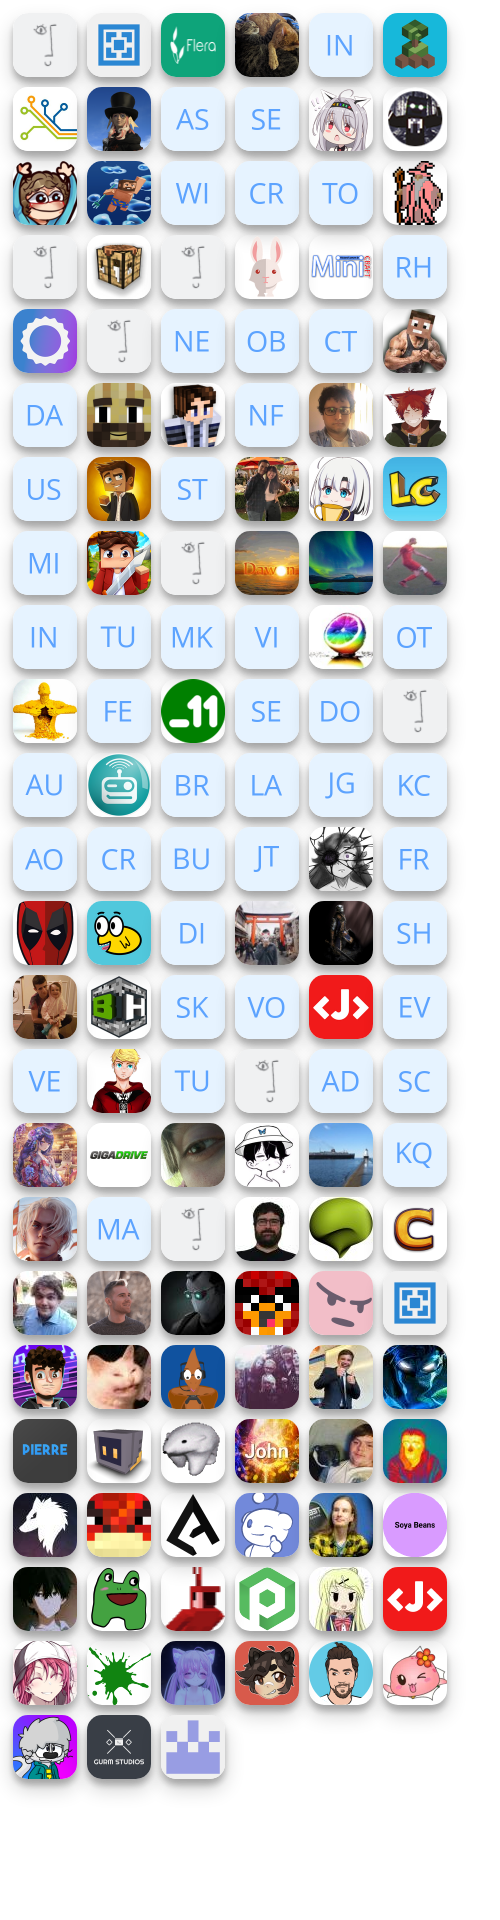 Flera
IN
AS
SE
WI
CR
TO
Mini
RH
NE
OB
CT
DA
NF
US
ST
LC
MI
Dawn
IN
TU
MK
VI
OT
FE
_11
SE
DO
AU
BR
LA
JG
KC
AO
CR
BU
JT
FR
DI
SH
BH
SK
VO
<J>
EV
VE
TU
AD
SC
GIGADRIVE
KQ
MA
C
PIERRE
John
Soya Beans
<J>
GURM STUDIOS